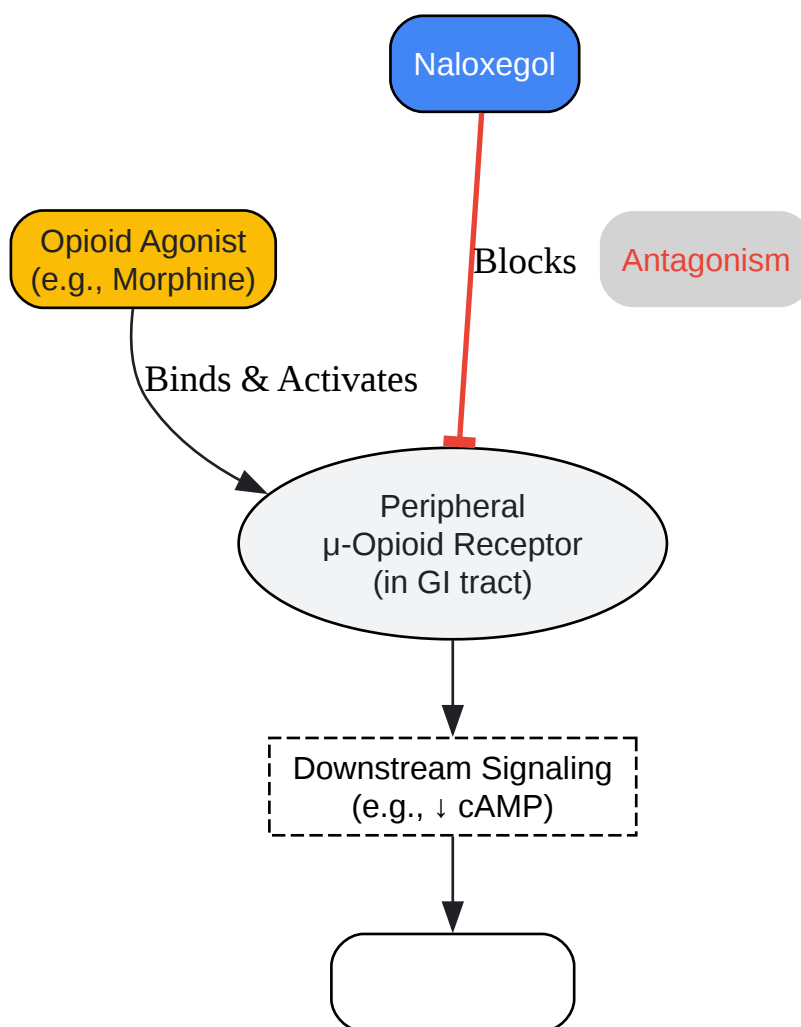 Naloxegol
Opioid Agonist
(e.g., Morphine)
Blocks
Antagonism
Binds & Activates
Peripheral
μ-Opioid Receptor
(in GI tract)
Downstream Signaling
(e.g., ↓ cAMP)